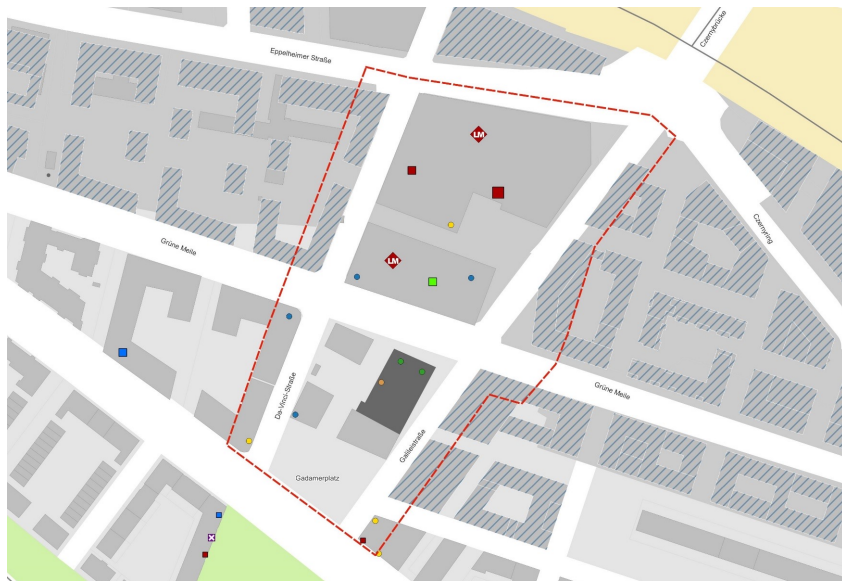 Czernybrücke
Eppelheimer Straße
LM
Czernyring
Grüne Meile
LM
Da-Vinci-Straße
Grüne Meile
Galileistraße
Gadamerplatz